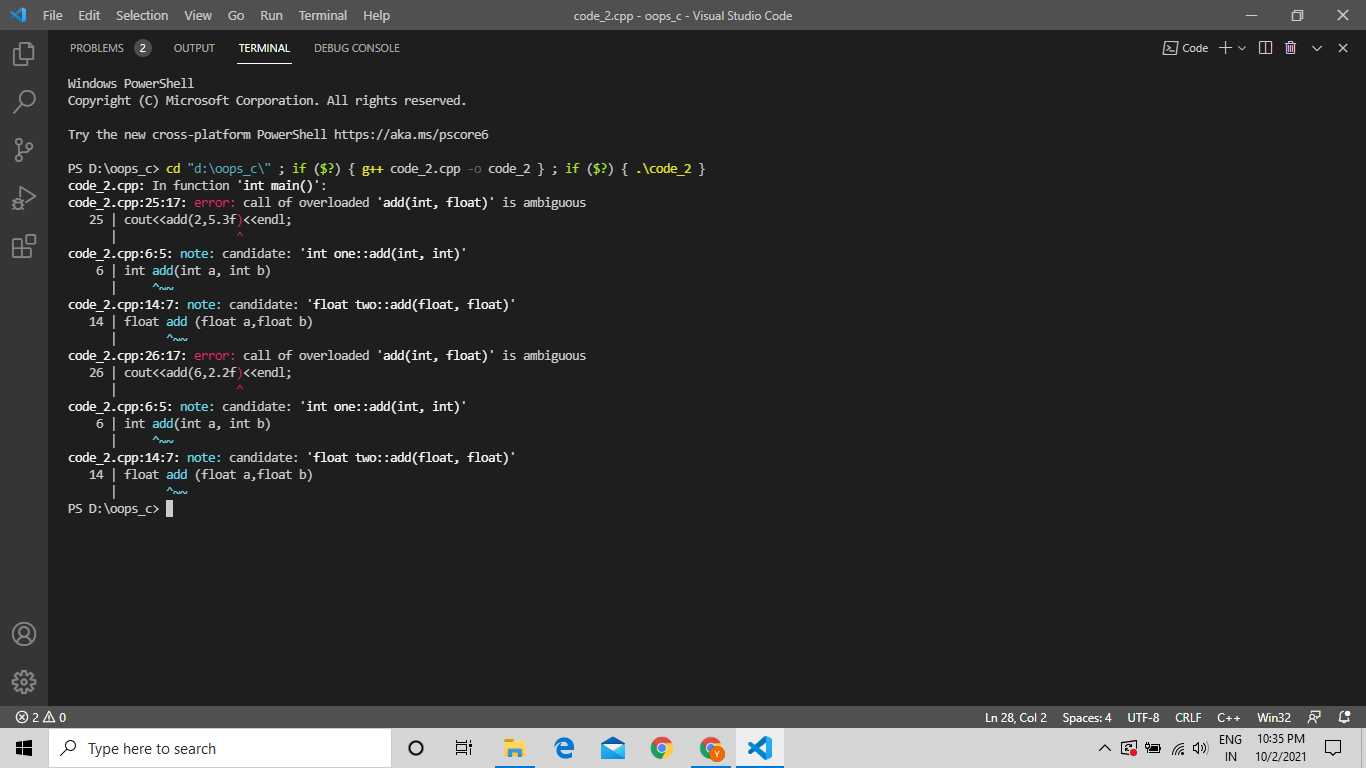 File Edit Selection View Go Run Terminal Help code_2.cpp - oops_c - Visual Studio Code
PROBLEMS 2 OUTPUT TERMINAL DEBUG CONSOLE Code
Windows PowerShell
Copyright (C) Microsoft Corporation. All rights reserved.
Try the new cross-platform PowerShell https://aka.ms/pscore6
PS D:\oops_c> cd "d:\oops_c\" ; if ($?) { g++ code_2.cpp -o code_2 } ; if ($?) { .\code_2 }
code_2.cpp: In function 'int main()':
code_2.cpp:25:17: error: call of overloaded 'add(int, float)' is ambiguous
25 | cout<<add(2,5.3f)<<endl;
| ^
code_2.cpp:6:5: note: candidate: 'int one::add(int, int)'
6 | int add(int a, int b)
| ^~~
code_2.cpp:14:7: note: candidate: 'float two::add(float, float)'
14 | float add (float a,float b)
| ^~~
code_2.cpp:26:17: error: call of overloaded 'add(int, float)' is ambiguous
26 | cout<<add(6,2.2f)<<endl;
| ^
code_2.cpp:6:5: note: candidate: 'int one::add(int, int)'
6 | int add(int a, int b)
| ^~~
code_2.cpp:14:7: note: candidate: 'float two::add(float, float)'
14 | float add (float a,float b)
| ^~~
PS D:\oops_c>
2 0 Ln 28, Col 2 Spaces: 4 UTF-8 CRLF C++ Win32
Type here to search Y ENG 10:35 PM
IN 10/2/2021